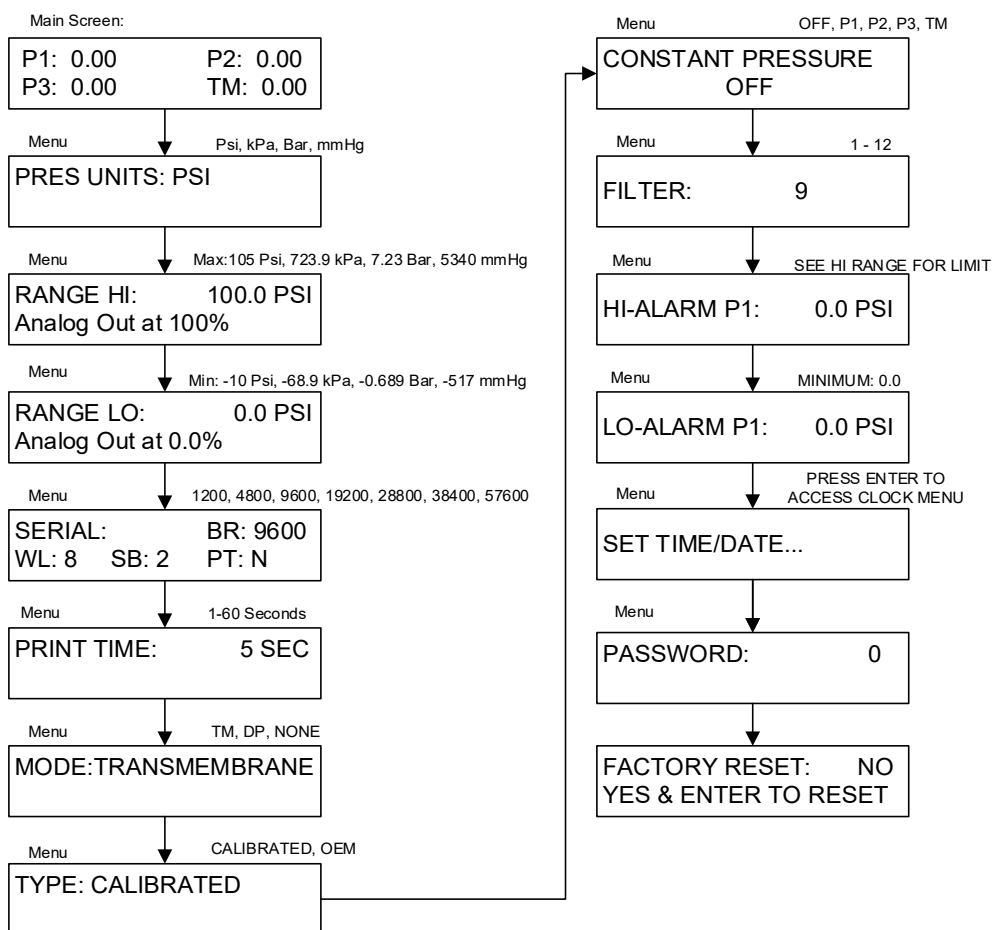 Main Screen:
P1: 0.00 P2: 0.00
P3: 0.00 TM: 0.00
Menu Psi, kPa, Bar, mmHg
PRES UNITS: PSI
Menu Max:105 Psi, 723.9 kPa, 7.23 Bar, 5340 mmHg
RANGE HI: 100.0 PSI
Analog Out at 100%
Menu Min: -10 Psi, -68.9 kPa, -0.689 Bar, -517 mmHg
RANGE LO: 0.0 PSI
Analog Out at 0.0%
Menu 1200, 4800, 9600, 19200, 28800, 38400, 57600
SERIAL: BR: 9600
WL: 8 SB: 2 PT: N
Menu 1-60 Seconds
PRINT TIME: 5 SEC
Menu TM, DP, NONE
MODE:TRANSMEMBRANE
Menu CALIBRATED, OEM
TYPE: CALIBRATED
Menu OFF, P1, P2, P3, TM
CONSTANT PRESSURE
OFF
Menu 1 - 12
FILTER: 9
Menu SEE HI RANGE FOR LIMIT
HI-ALARM P1: 0.0 PSI
Menu MINIMUM: 0.0
LO-ALARM P1: 0.0 PSI
PRESS ENTER TO
Menu ACCESS CLOCK MENU
SET TIME/DATE...
Menu
PASSWORD: 0
FACTORY RESET: NO
YES & ENTER TO RESET